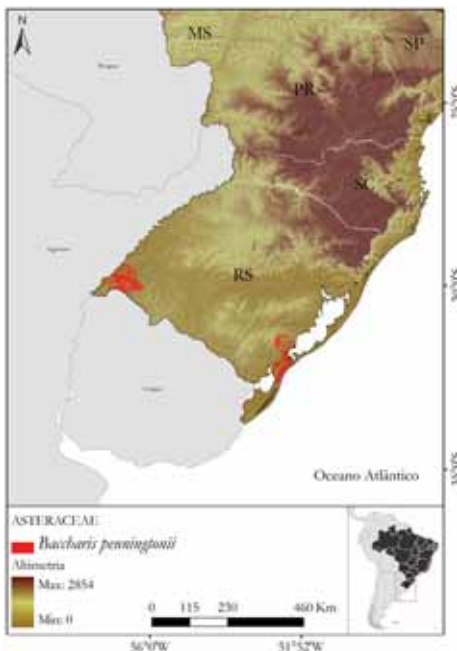 N
MS
SP
PR
SC
RS
Oceano Atlântico
ASTERACEAE
Baccharis penningtonii
Altimetria
Max: 2854
Min: 0
0 115 230 460 Km
56°0'W 51°52'W